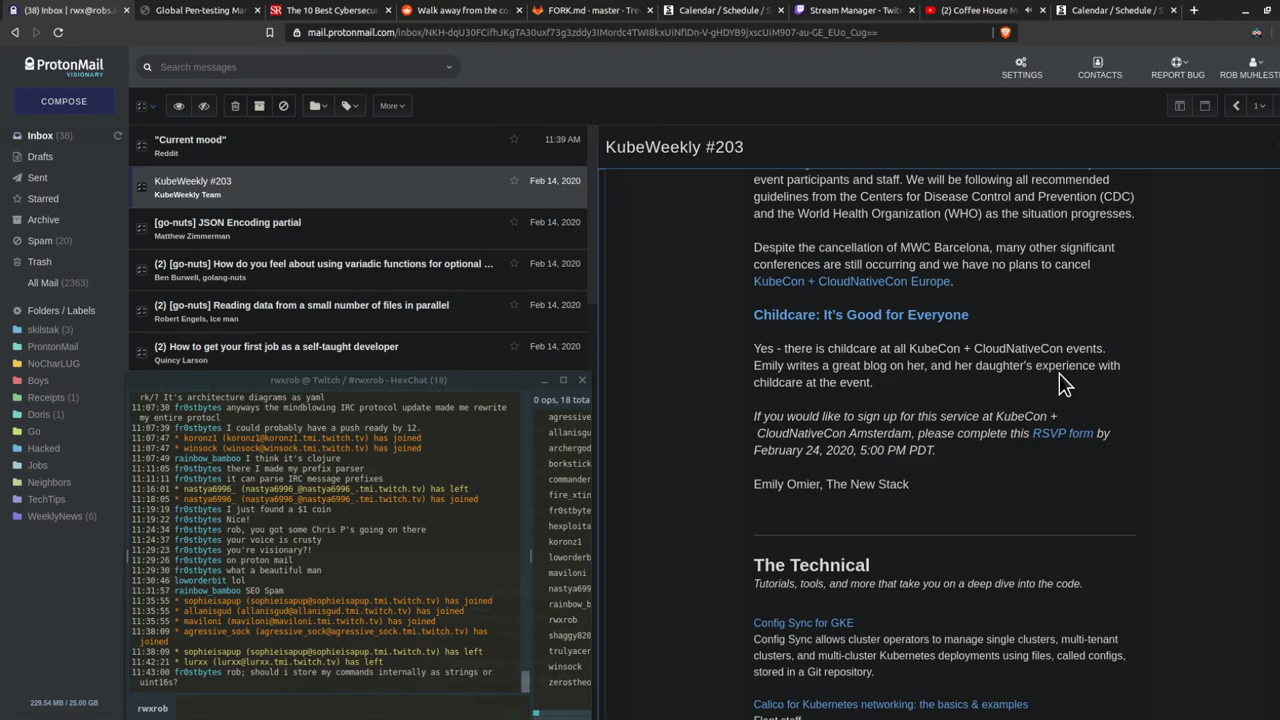 (38) Inbox | rwx@robs.i
Global Pen-testing Mar
The 10 Best Cybersecur
Walk away from the co
FORK.md · master · Tre
Calendar / Schedule / S
Stream Manager - Twitc
(2) Coffee House M
Calendar / Schedule / S
mail.protonmail.com/inbox/NKH-dqU30FCifhJKgTA30uxf73g3zddy3IMordc4TWI8kxUiNfIDn-V-gHDYB9jxscUiM907-au-GE_EUo_Cug==
ProtonMail
VISIONARY
Search messages
SETTINGS
CONTACTS
REPORT BUG
ROB MUHLEST
COMPOSE
More
1
Inbox (38)
Drafts
Sent
Starred
Archive
Spam (20)
Trash
All Mail (2363)
Folders / Labels
skilstak (3)
ProntonMail
NoCharLUG
Boys
Receipts (1)
Doris (1)
Go
Hacked
Jobs
Neighbors
TechTips
WeeklyNews (6)
229.54 MB / 25.00 GB
"Current mood"
11:39 AM
Reddit
KubeWeekly #203
Feb 14, 2020
KubeWeekly Team
[go-nuts] JSON Encoding partial
Feb 14, 2020
Matthew Zimmerman
(2) [go-nuts] How do you feel about using variadic functions for optional ...
Feb 14, 2020
Ben Burwell, golang-nuts
(2) [go-nuts] Reading data from a small number of files in parallel
Feb 14, 2020
Robert Engels, Ice man
(2) How to get your first job as a self-taught developer
Feb 14, 2020
Quincy Larson
rwxrob @ Twitch / #rwxrob - HexChat (18)
rk/? It's architecture diagrams as yaml
11:07:30 fr0stbytes anyways the mindblowing IRC protocol update made me rewrite
my entire protocl
11:07:39 fr0stbytes I could probably have a push ready by 12.
11:07:47 * koronz1 (koronz1@koronz1.tmi.twitch.tv) has joined
11:07:47 * winsock (winsock@winsock.tmi.twitch.tv) has joined
11:07:49 rainbow_bamboo I think it's clojure
11:11:05 fr0stbytes there I made my prefix parser
11:11:11 fr0stbytes it can parse IRC message prefixes
11:16:01 * nastya6996_ (nastya6996_@nastya6996_.tmi.twitch.tv) has left
11:18:05 * nastya6996_ (nastya6996_@nastya6996_.tmi.twitch.tv) has joined
11:19:19 fr0stbytes I just found a $1 coin
11:19:22 fr0stbytes Nice!
11:24:34 fr0stbytes rob, you got some Chris P's going on there
11:24:37 fr0stbytes your voice is crusty
11:29:23 fr0stbytes you're visionary?!
11:29:26 fr0stbytes on proton mail
11:29:30 fr0stbytes what a beautiful man
11:30:46 loworderbit lol
11:31:57 rainbow_bamboo SEO Spam
11:35:55 * sophieisapup (sophieisapup@sophieisapup.tmi.twitch.tv) has joined
11:35:55 * allanisgud (allanisgud@allanisgud.tmi.twitch.tv) has joined
11:35:55 * maviloni (maviloni@maviloni.tmi.twitch.tv) has joined
11:38:09 * agressive_sock (agressive_sock@agressive_sock.tmi.twitch.tv) has
joined
11:38:09 * sophieisapup (sophieisapup@sophieisapup.tmi.twitch.tv) has left
11:42:21 * lurxx (lurxx@lurxx.tmi.twitch.tv) has left
11:43:00 fr0stbytes rob; should i store my commands internally as strings or
uint16s?
rwxrob
0 ops, 18 tota
agressive_
allanisgu
archergod
borkstick
commander
fire_xtin
fr0stbyte
hexploita
koronz1
loworderb
maviloni
nastya699
rainbow_b
rwxrob
shaggy820
trulyacer
winsock
zerostheo
KubeWeekly #203
event participants and staff. We will be following all recommended
guidelines from the Centers for Disease Control and Prevention (CDC)
and the World Health Organization (WHO) as the situation progresses.
Despite the cancellation of MWC Barcelona, many other significant
conferences are still occurring and we have no plans to cancel
KubeCon + CloudNativeCon Europe.
Childcare: It's Good for Everyone
Yes - there is childcare at all KubeCon + CloudNativeCon events.
Emily writes a great blog on her, and her daughter's experience with
childcare at the event.
If you would like to sign up for this service at KubeCon +
CloudNativeCon Amsterdam, please complete this RSVP form by
February 24, 2020, 5:00 PM PDT.
Emily Omier, The New Stack
The Technical
Tutorials, tools, and more that take you on a deep dive into the code.
Config Sync for GKE
Config Sync allows cluster operators to manage single clusters, multi-tenant
clusters, and multi-cluster Kubernetes deployments using files, called configs,
stored in a Git repository.
Calico for Kubernetes networking: the basics & examples